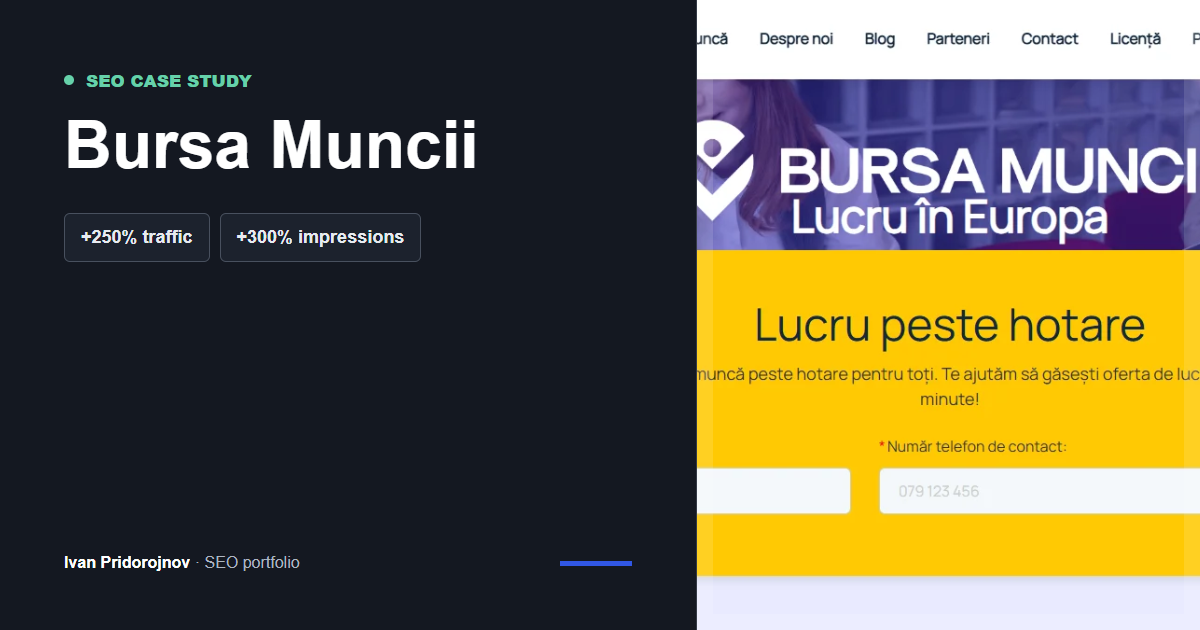 SEO CASE STUDY
Bursa Muncii
+250% traffic
+300% impressions
Ivan Pridorojnov · SEO portfolio
Despre noi
Blog
Parteneri
Contact
Licență
BURSA MUNCI
Lucru în Europa
Lucru peste hotare
muncă peste hotare pentru toți. Te ajutăm să găsești oferta de luc
minute!
* Număr telefon de contact:
079 123 456